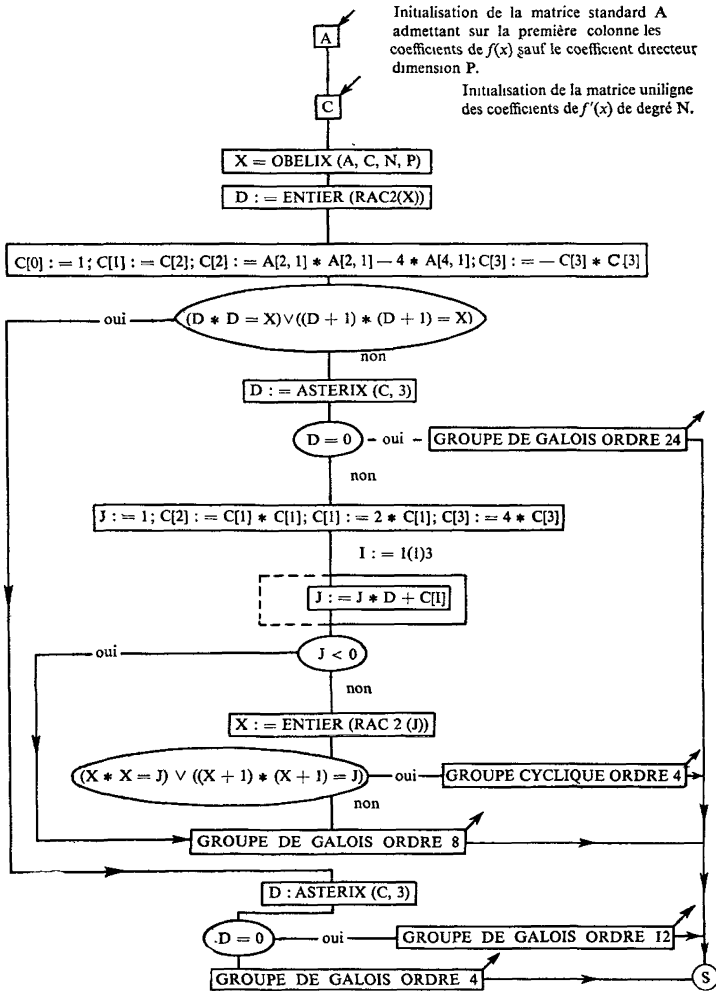 Initialisation de la matrice standard A
admettant sur la première colonne les
coefficients de f(x) sauf le coefficient directeur
dimension P.
A
Initialisation de la matrice uniligne
des coefficients de f'(x) de degré N.
C
X = OBELIX (A, C, N, P)
D : = ENTIER (RAC2(X))
C[0] : = 1; C[1] : = C[2]; C[2] : = A[2, 1] * A[2, 1] – 4 * A[4, 1]; C[3] : = – C[3] * C[3]
oui
(D * D = X) ∨ ((D + 1) * (D + 1) = X)
non
D : = ASTERIX (C, 3)
D = 0 – oui – GROUPE DE GALOIS ORDRE 24
non
J : = 1; C[2] : = C[1] * C[1]; C[1] : = 2 * C[1]; C[3] : = 4 * C[3]
I : = 1(1)3
J : = J * D + C[I]
oui
J < 0
non
X : = ENTIER (RAC 2 (J))
(X * X = J) ∨ ((X + 1) * (X + 1) = J) oui GROUPE CYCLIQUE ORDRE 4
non
GROUPE DE GALOIS ORDRE 8
D : ASTERIX (C, 3)
.D = 0 oui GROUPE DE GALOIS ORDRE 12
GROUPE DE GALOIS ORDRE 4
S